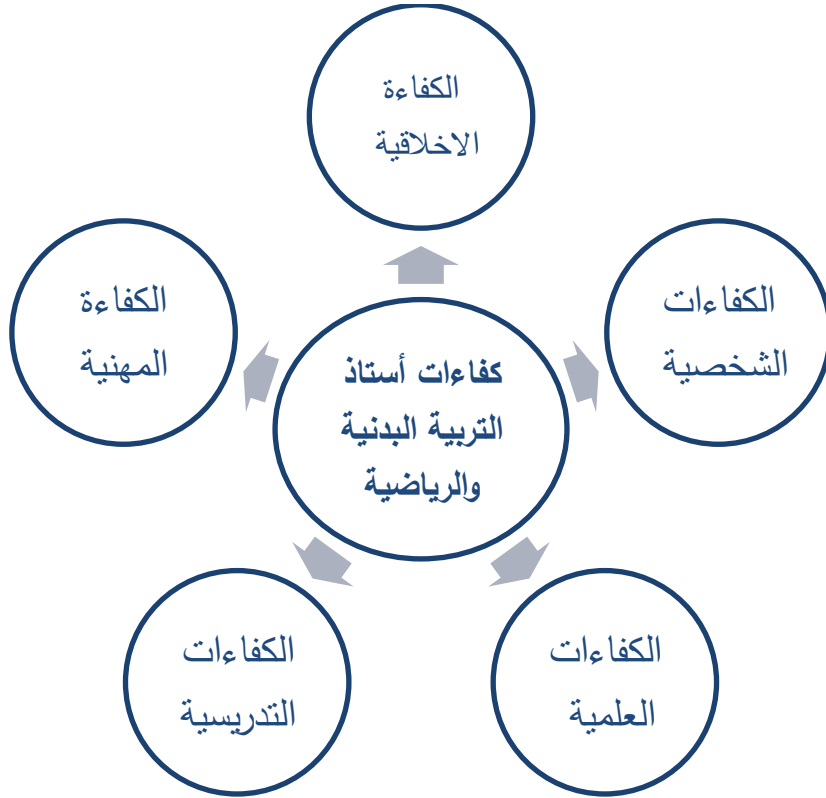 الكفاءة
الاخلاقية
الكفاءات
الشخصية
الكفاءة
المهنية
كفاءات أستاذ
التربية البدنية
والرياضية
الكفاءات
العلمية
الكفاءات
التدريسية